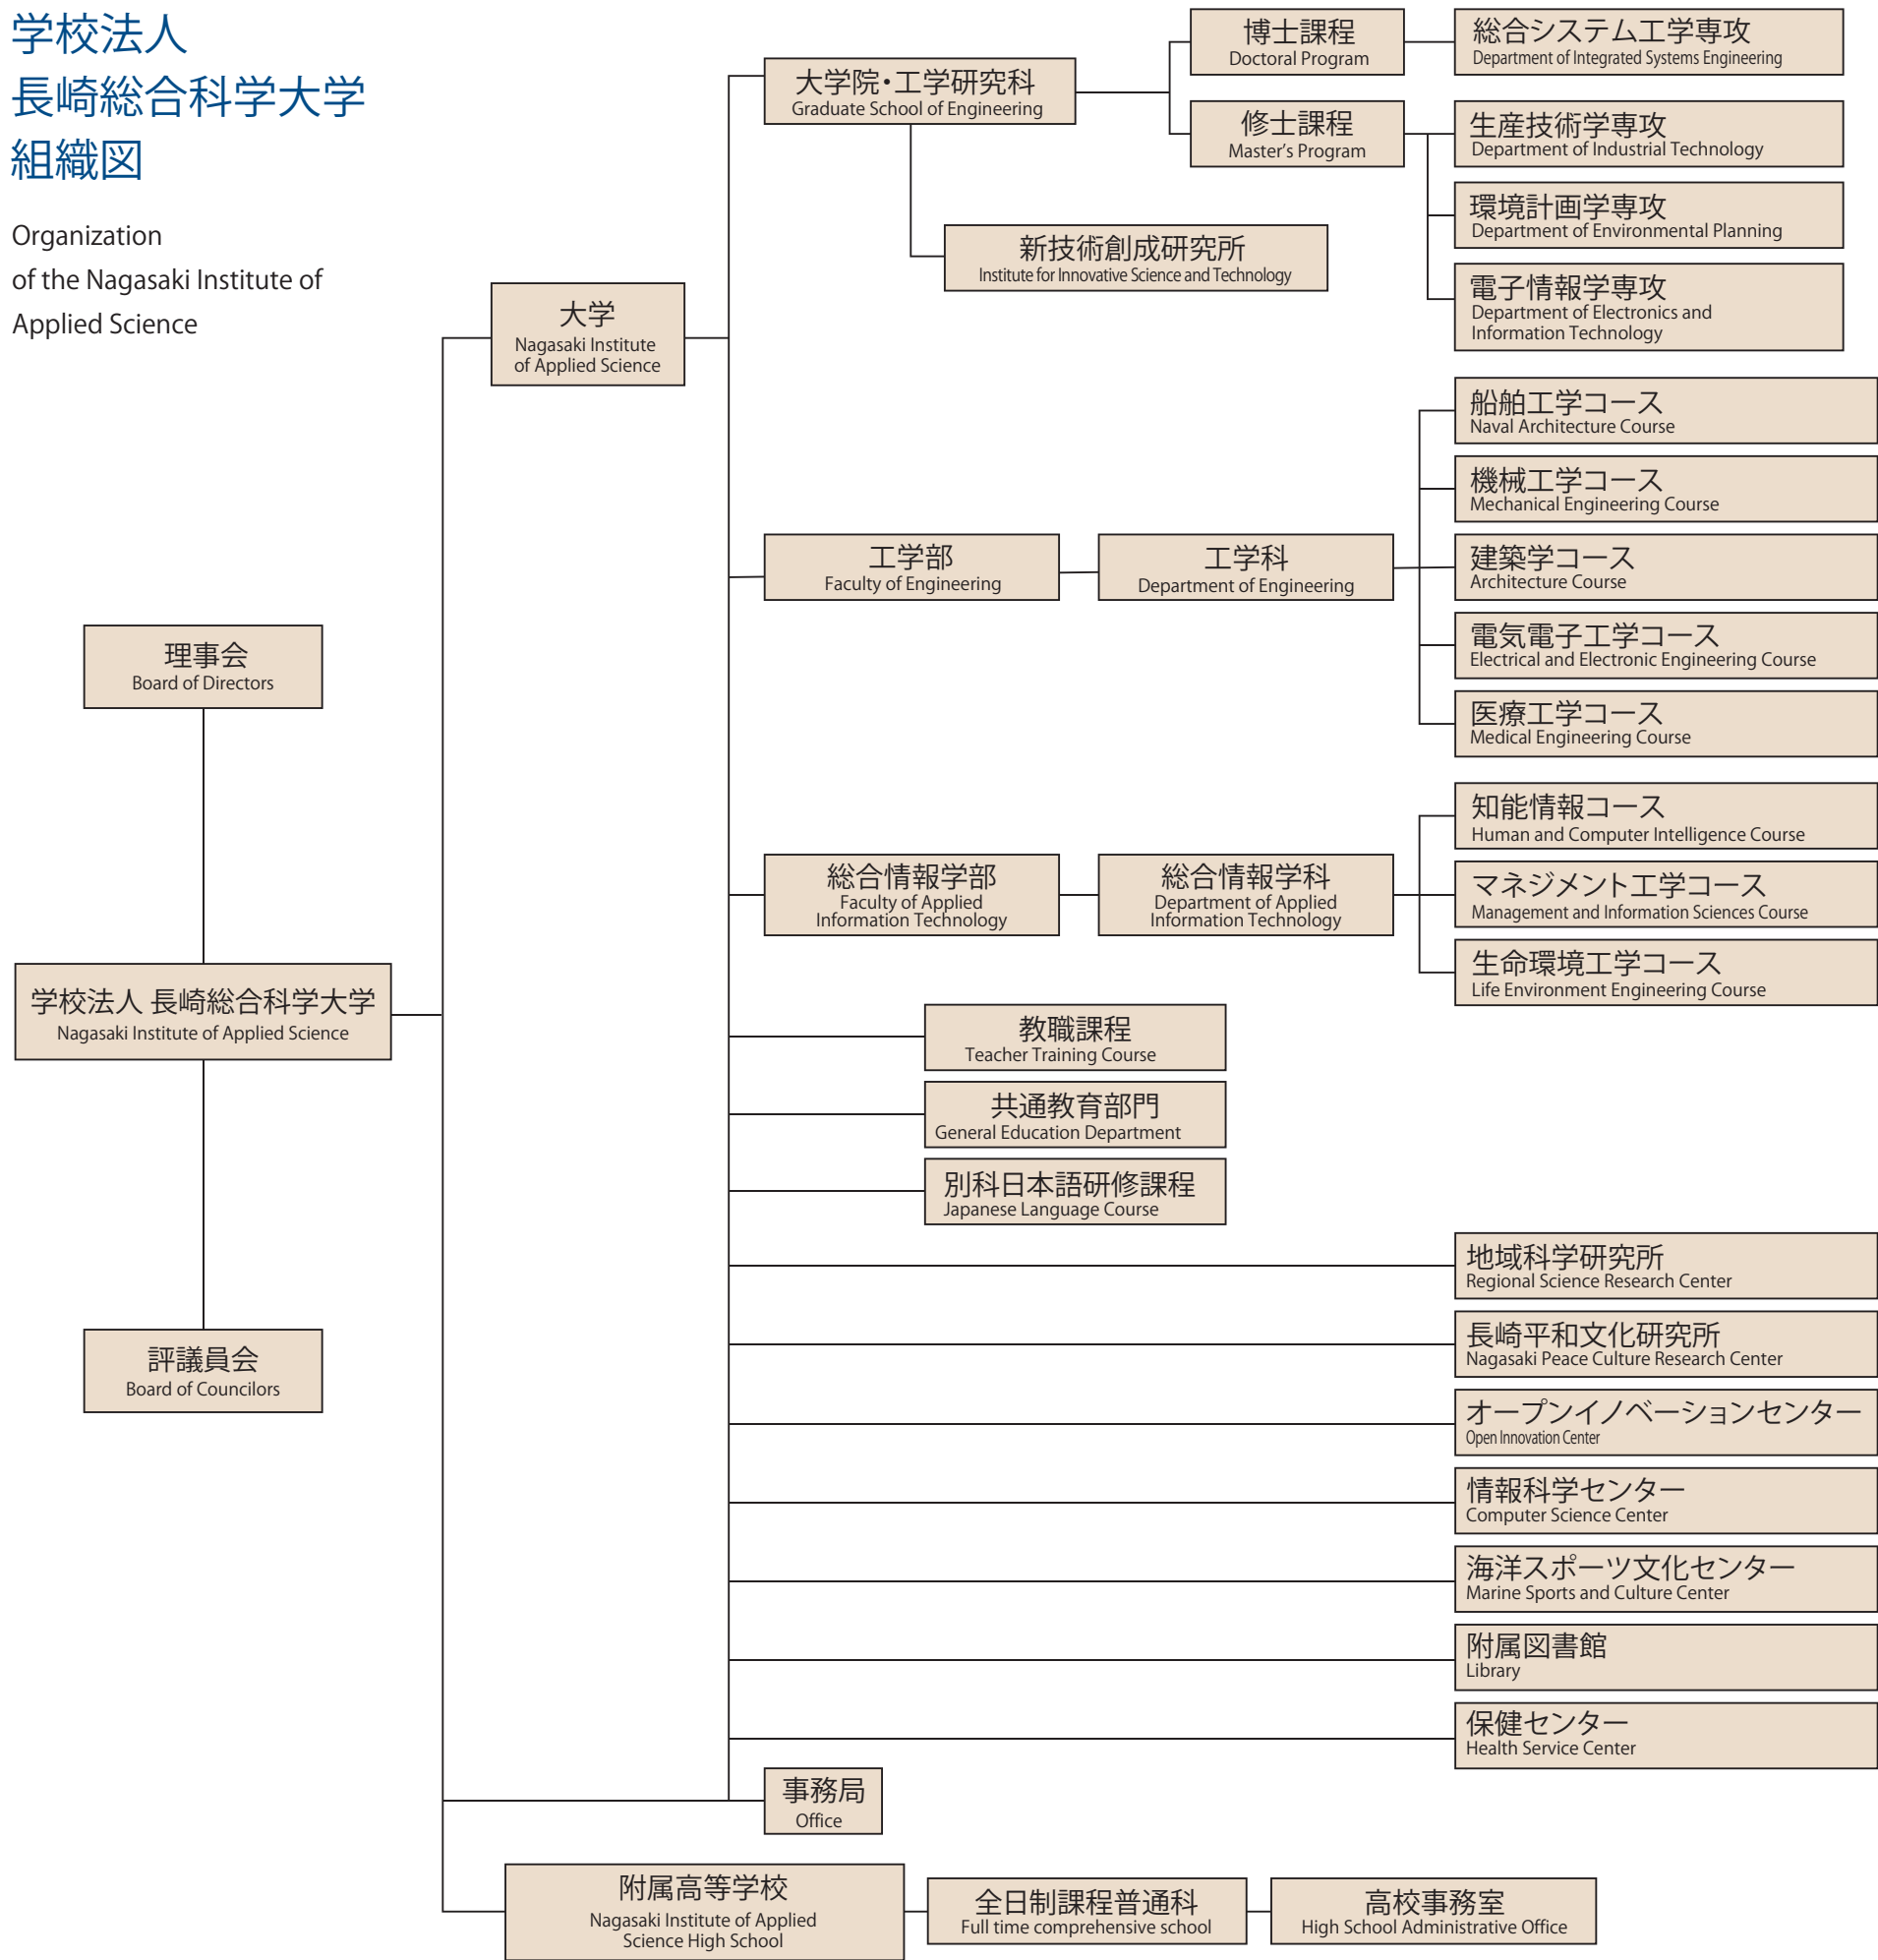 学校法人
長崎総合科学大学
組織図
Organization
of the Nagasaki Institute of
Applied Science
理事会
Board of Directors
学校法人 長崎総合科学大学
Nagasaki Institute of Applied Science
評議員会
Board of Councilors
大学
Nagasaki Institute
of Applied Science
大学院・工学研究科
Graduate School of Engineering
博士課程
Doctoral Program
総合システム工学専攻
Department of Integrated Systems Engineering
修士課程
Master's Program
生産技術学専攻
Department of Industrial Technology
環境計画学専攻
Department of Environmental Planning
電子情報学専攻
Department of Electronics and
Information Technology
新技術創成研究所
Institute for Innovative Science and Technology
工学部
Faculty of Engineering
工学科
Department of Engineering
船舶工学コース
Naval Architecture Course
機械工学コース
Mechanical Engineering Course
建築学コース
Architecture Course
電気電子工学コース
Electrical and Electronic Engineering Course
医療工学コース
Medical Engineering Course
総合情報学部
Faculty of Applied
Information Technology
総合情報学科
Department of Applied
Information Technology
知能情報コース
Human and Computer Intelligence Course
マネジメント工学コース
Management and Information Sciences Course
生命環境工学コース
Life Environment Engineering Course
教職課程
Teacher Training Course
共通教育部門
General Education Department
別科日本語研修課程
Japanese Language Course
地域科学研究所
Regional Science Research Center
長崎平和文化研究所
Nagasaki Peace Culture Research Center
オープンイノベーションセンター
Open Innovation Center
情報科学センター
Computer Science Center
海洋スポーツ文化センター
Marine Sports and Culture Center
附属図書館
Library
保健センター
Health Service Center
事務局
Office
附属高等学校
Nagasaki Institute of Applied
Science High School
全日制課程普通科
Full time comprehensive school
高校事務室
High School Administrative Office